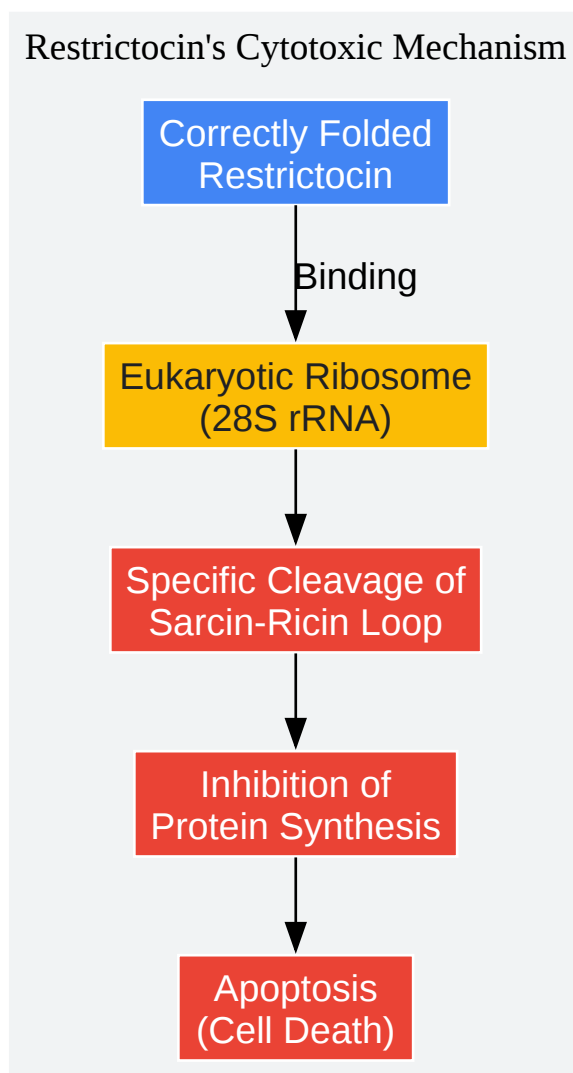 Restrictocin's Cytotoxic Mechanism
Correctly Folded
Restrictocin
Binding
Eukaryotic Ribosome
(28S rRNA)
Specific Cleavage of
Sarcin-Ricin Loop
Inhibition of
Protein Synthesis
Apoptosis
(Cell Death)